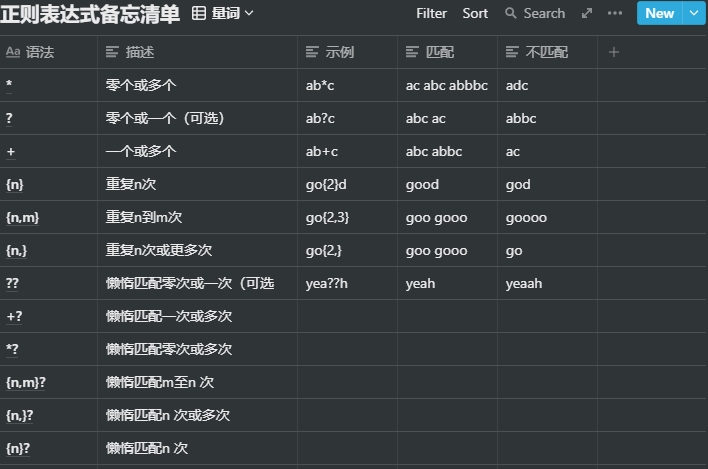 正则表达式备忘清单 量词 Filter Sort Search ••• New
Aa 语法 描述 示例 匹配 不匹配 +
* 零个或多个 ab*c ac abc abbbc adc
? 零个或一个（可选） ab?c abc ac abbc
+ 一个或多个 ab+c abc abbc ac
{n} 重复n次 go{2}d good god
{n,m} 重复n到m次 go{2,3} goo gooo goooo
{n,} 重复n次或更多次 go{2,} goo gooo go
?? 懒惰匹配零次或一次（可选 yea??h yeah yeaah
+? 懒惰匹配一次或多次
*? 懒惰匹配零次或多次
{n,m}? 懒惰匹配m至n 次
{n,}? 懒惰匹配n 次或多次
{n}? 懒惰匹配n 次